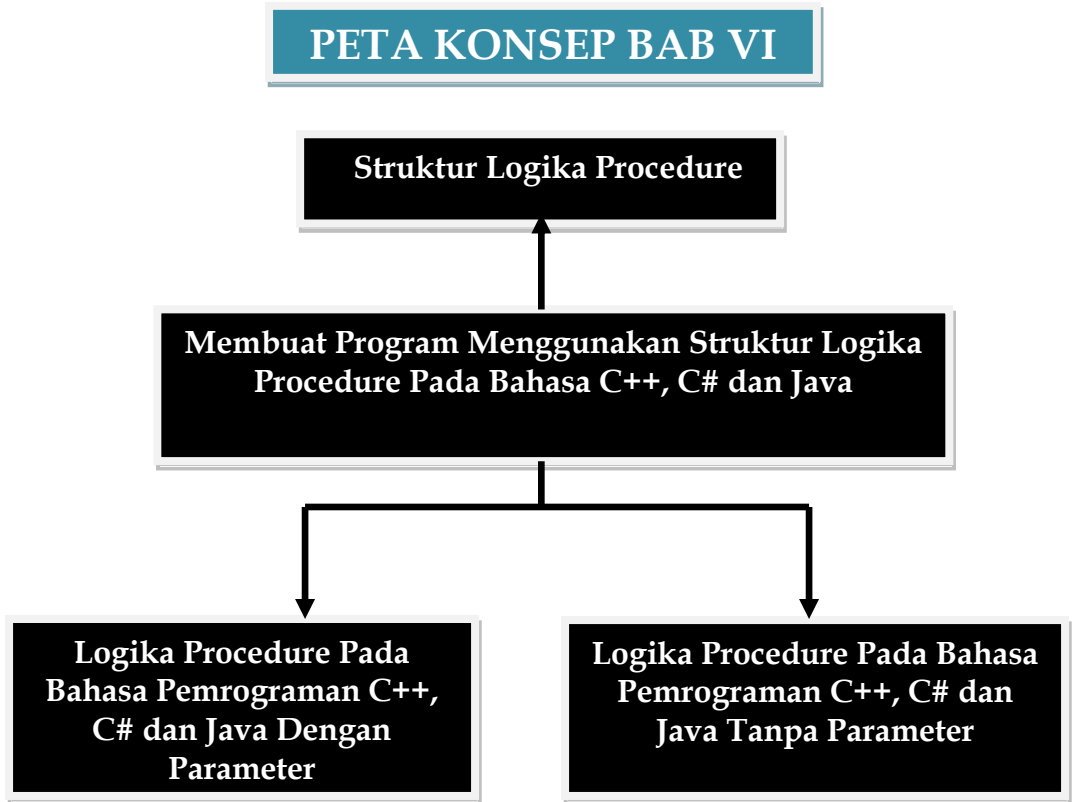 PETA KONSEP BAB VI
Struktur Logika Procedure
Membuat Program Menggunakan Struktur Logika
Procedure Pada Bahasa C++, C# dan Java
Logika Procedure Pada
Bahasa Pemrograman C++,
C# dan Java Dengan
Parameter
Logika Procedure Pada Bahasa
Pemrograman C++, C# dan
Java Tanpa Parameter